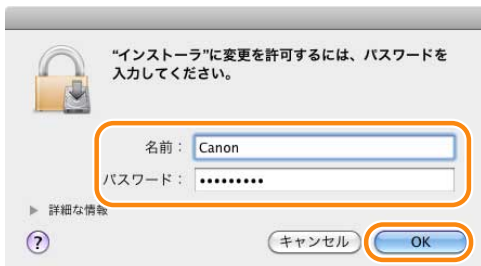 “インストーラ”に変更を許可するには、パスワードを
入力してください。
名前： Canon
パスワード： •••••••••
▶ 詳細な情報
?
キャンセル OK